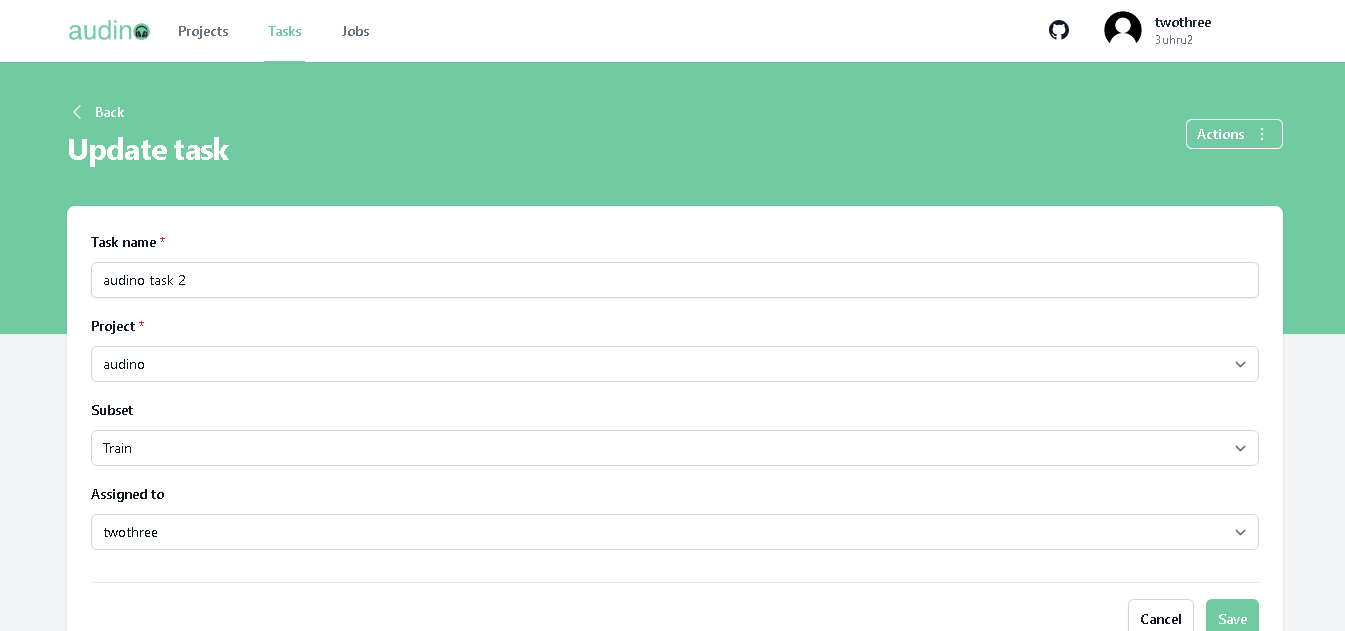 audino Projects Tasks Jobs twothree
3uhru2
Back
Actions
Update task
Task name *
audino task 2
Project *
audino
Subset
Train
Assigned to
twothree
Cancel Save